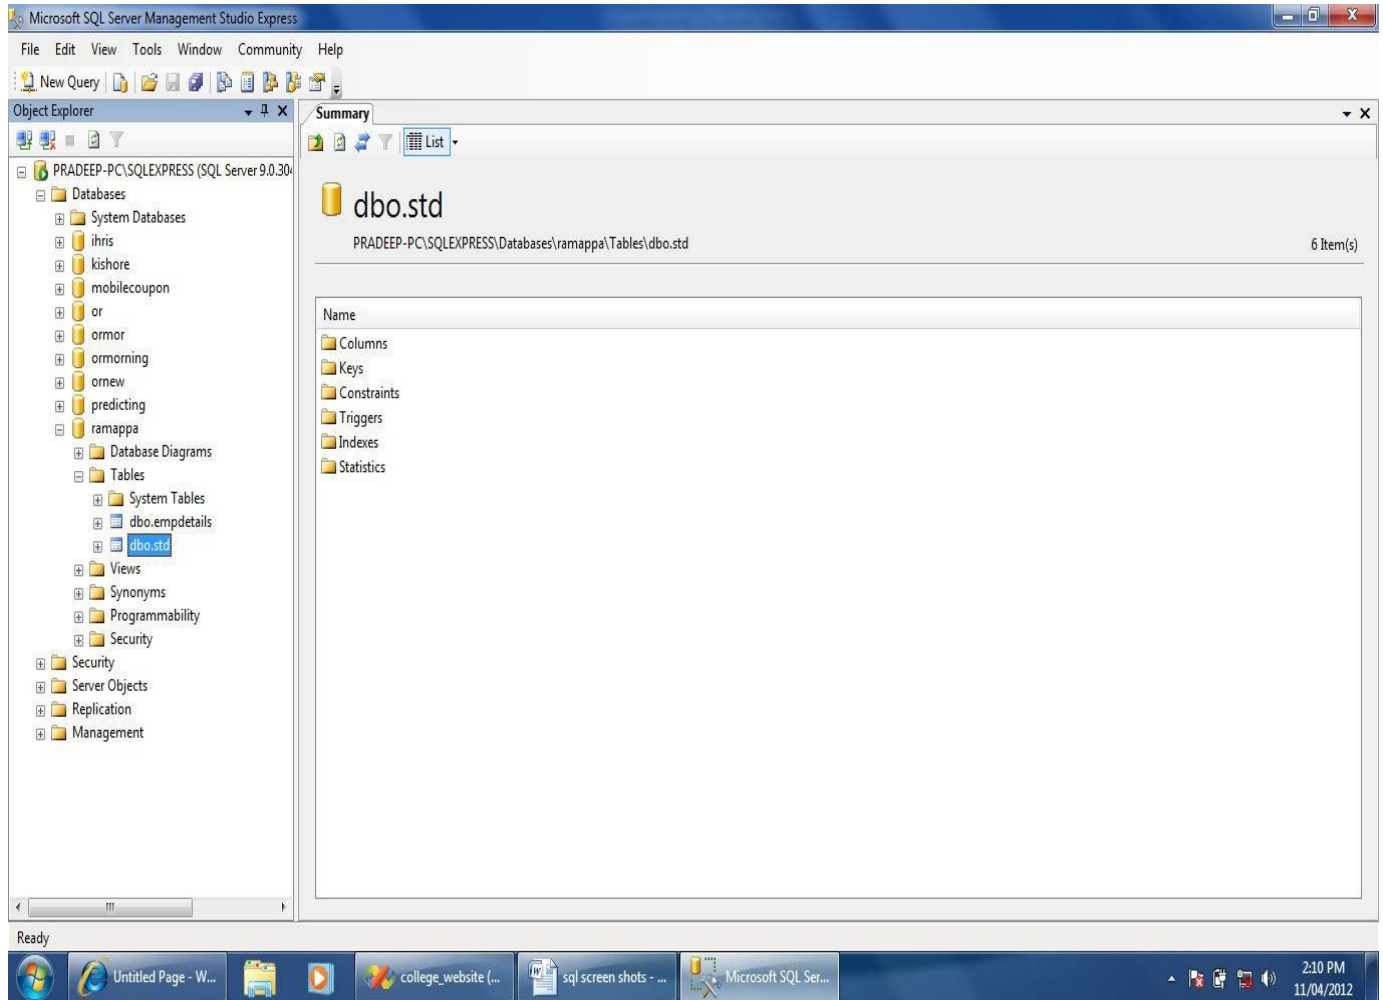 Microsoft SQL Server Management Studio Express
File Edit View Tools Window Community Help
New Query
Object Explorer
PRADEEP-PC\SQLEXPRESS (SQL Server 9.0.304
Databases
System Databases
ihris
kishore
mobilecoupon
or
ormor
ormorning
ornew
predicting
ramappa
Database Diagrams
Tables
System Tables
dbo.empdetails
dbo.std
Views
Synonyms
Programmability
Security
Security
Server Objects
Replication
Management
Summary
List
dbo.std
PRADEEP-PC\SQLEXPRESS\Databases\ramappa\Tables\dbo.std 6 Item(s)
Name
Columns
Keys
Constraints
Triggers
Indexes
Statistics
Ready
Untitled Page - W... college_website (... sql screen shots - ... Microsoft SQL Ser...
2:10 PM
11/04/2012